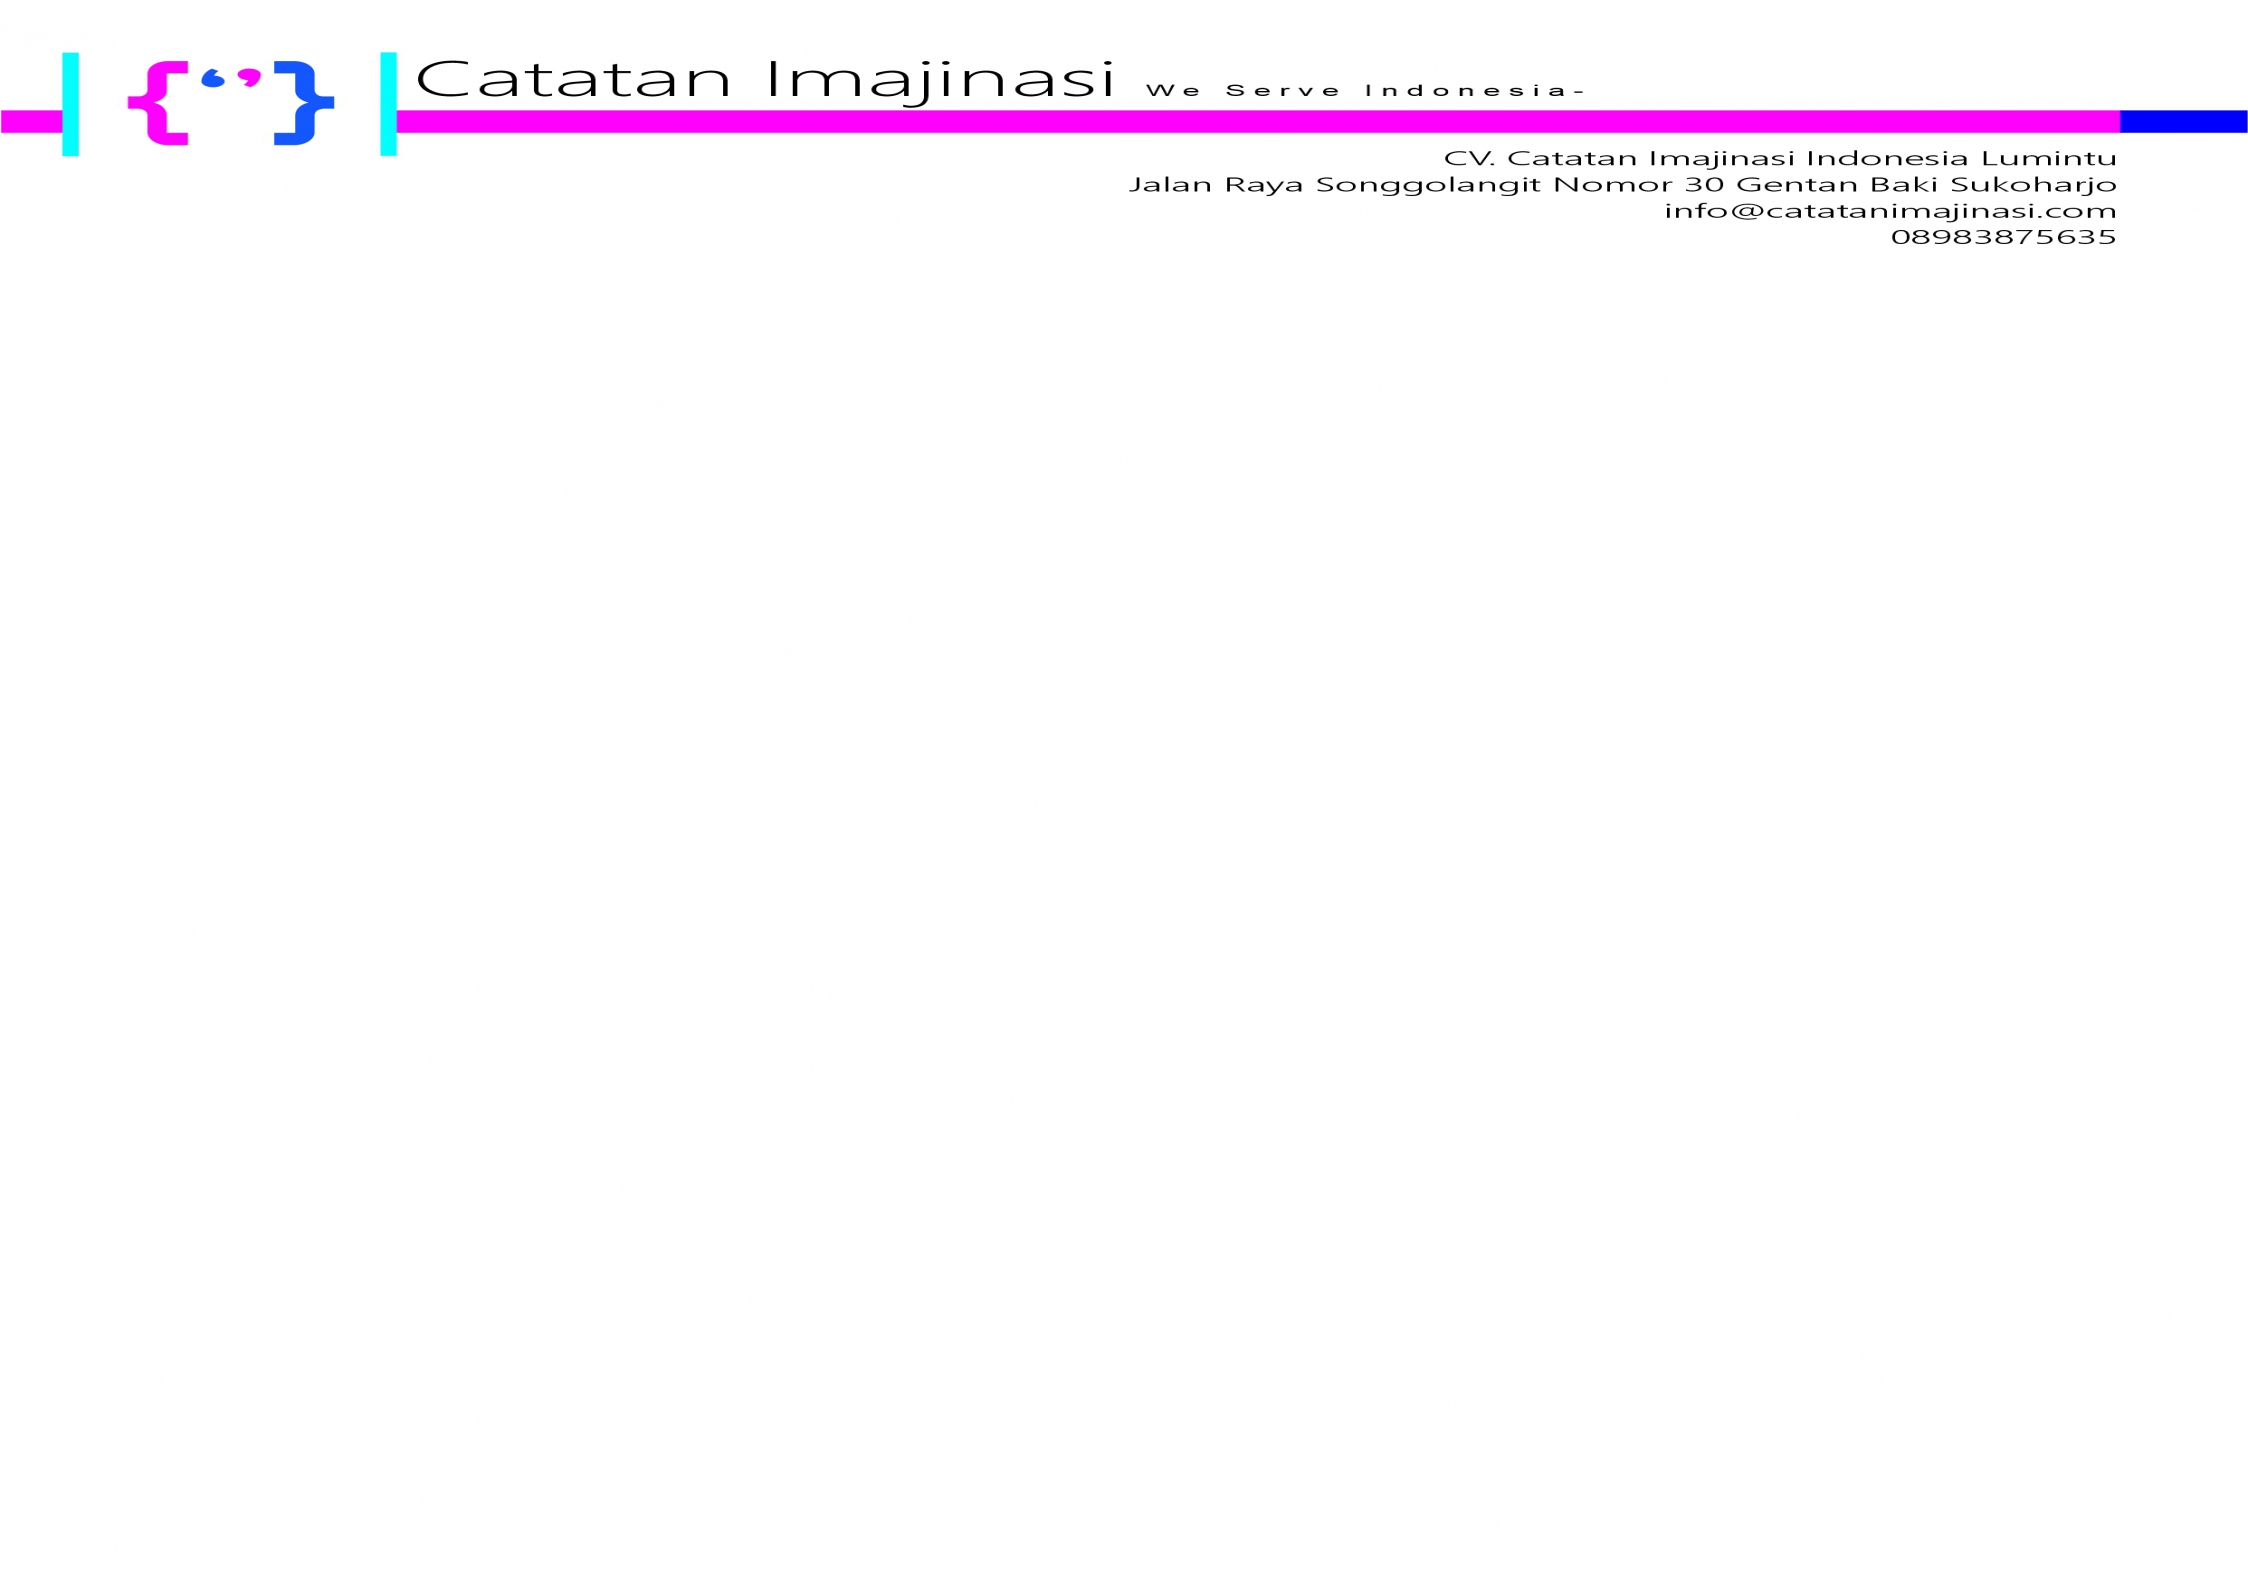 {“”} Catatan Imajinasi We Serve Indonesia-
CV. Catatan Imajinasi Indonesia Lumintu
Jalan Raya Songgolangit Nomor 30 Gentan Baki Sukoharjo
info@catatanimajinasi.com
08983875635